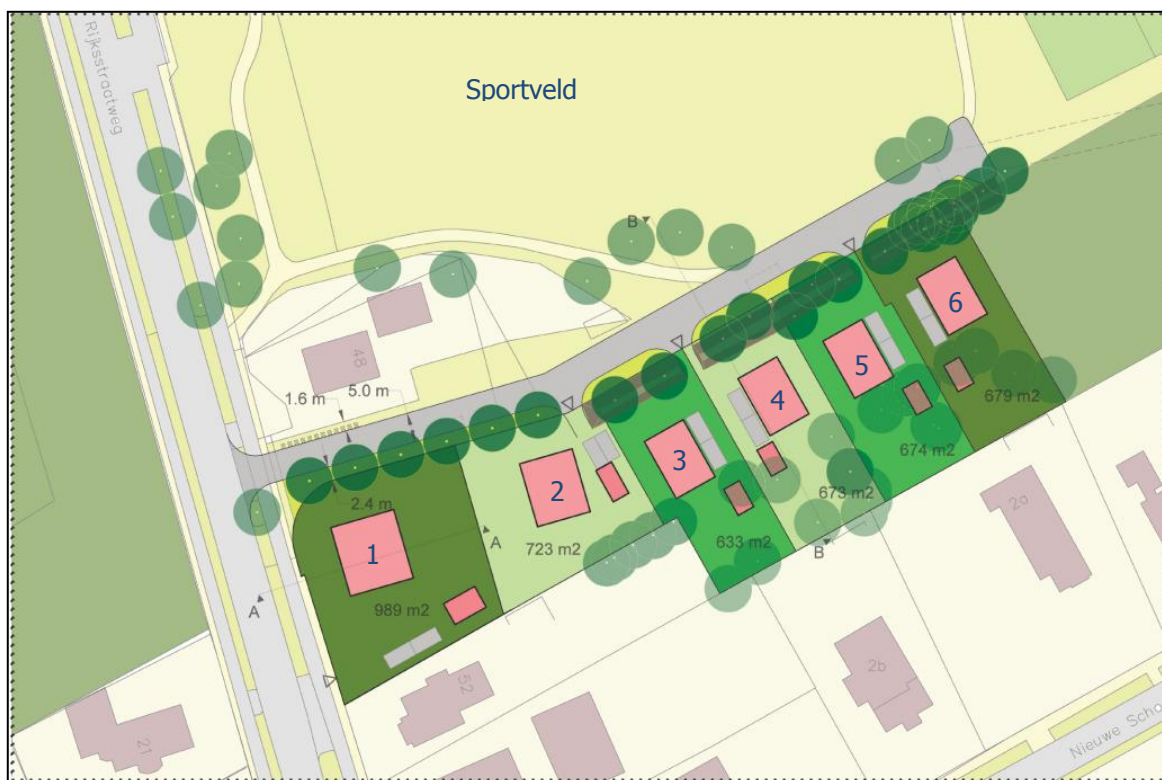 Rijksstraatweg
Sportveld
B
6
48
5.0 m
1.6 m
5
4
679 m2
3
674 m2
2
2.4 m
673 m2
2a
A
1
723 m2
633 m2
B
989 m2
A
2b
52
21
Nieuwe Scho